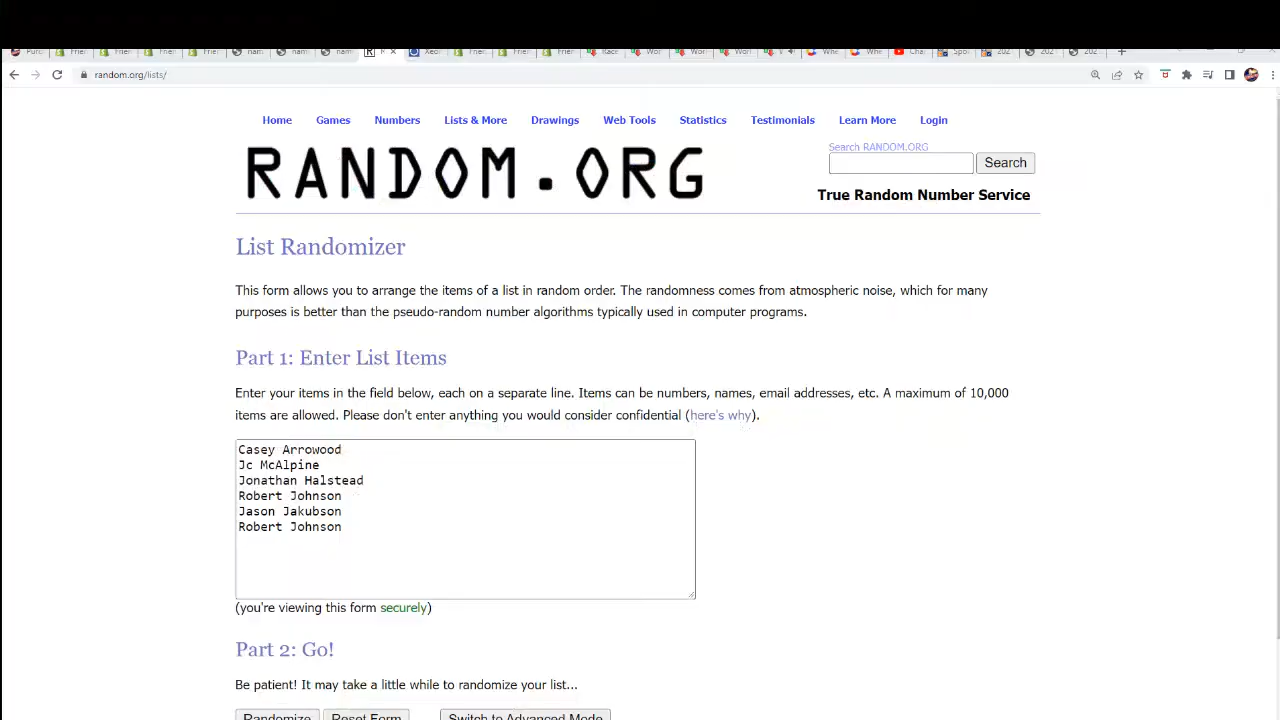 random.org/lists/
Home Games Numbers Lists & More Drawings Web Tools Statistics Testimonials Learn More Login
RANDOM.ORG
Search RANDOM.ORG
Search
True Random Number Service
List Randomizer
This form allows you to arrange the items of a list in random order. The randomness comes from atmospheric noise, which for many
purposes is better than the pseudo-random number algorithms typically used in computer programs.
Part 1: Enter List Items
Enter your items in the field below, each on a separate line. Items can be numbers, names, email addresses, etc. A maximum of 10,000
items are allowed. Please don't enter anything you would consider confidential (here's why).
Casey Arrowood
Jc McAlpine
Jonathan Halstead
Robert Johnson
Jason Jakubson
Robert Johnson
(you're viewing this form securely)
Part 2: Go!
Be patient! It may take a little while to randomize your list...
Randomize Reset Form Switch to Advanced Mode